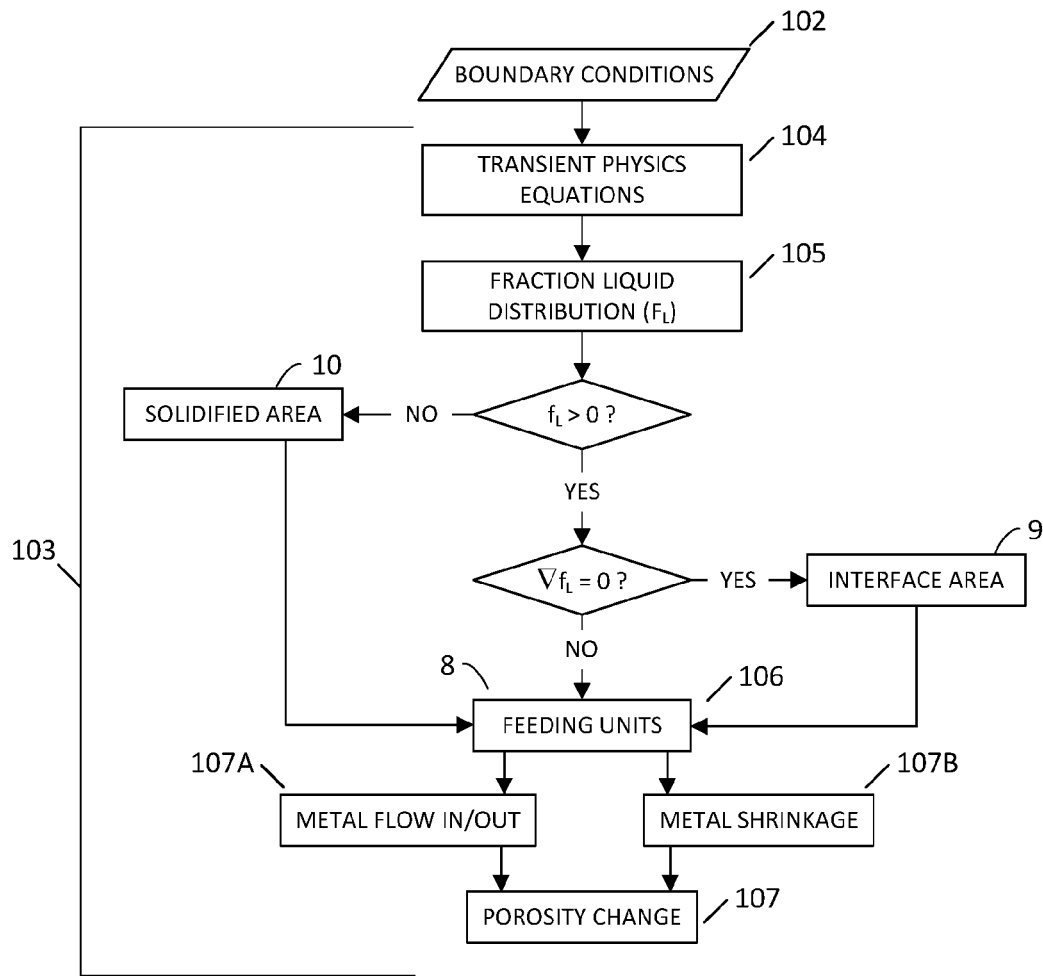 102
BOUNDARY CONDITIONS
104
TRANSIENT PHYSICS
EQUATIONS
105
FRACTION LIQUID
DISTRIBUTION (FL)
10
SOLIDIFIED AREA
NO
fL > 0 ?
YES
103
9
∇fL = 0 ?
YES
INTERFACE AREA
NO
8
106
FEEDING UNITS
107A
107B
METAL FLOW IN/OUT
METAL SHRINKAGE
107
POROSITY CHANGE